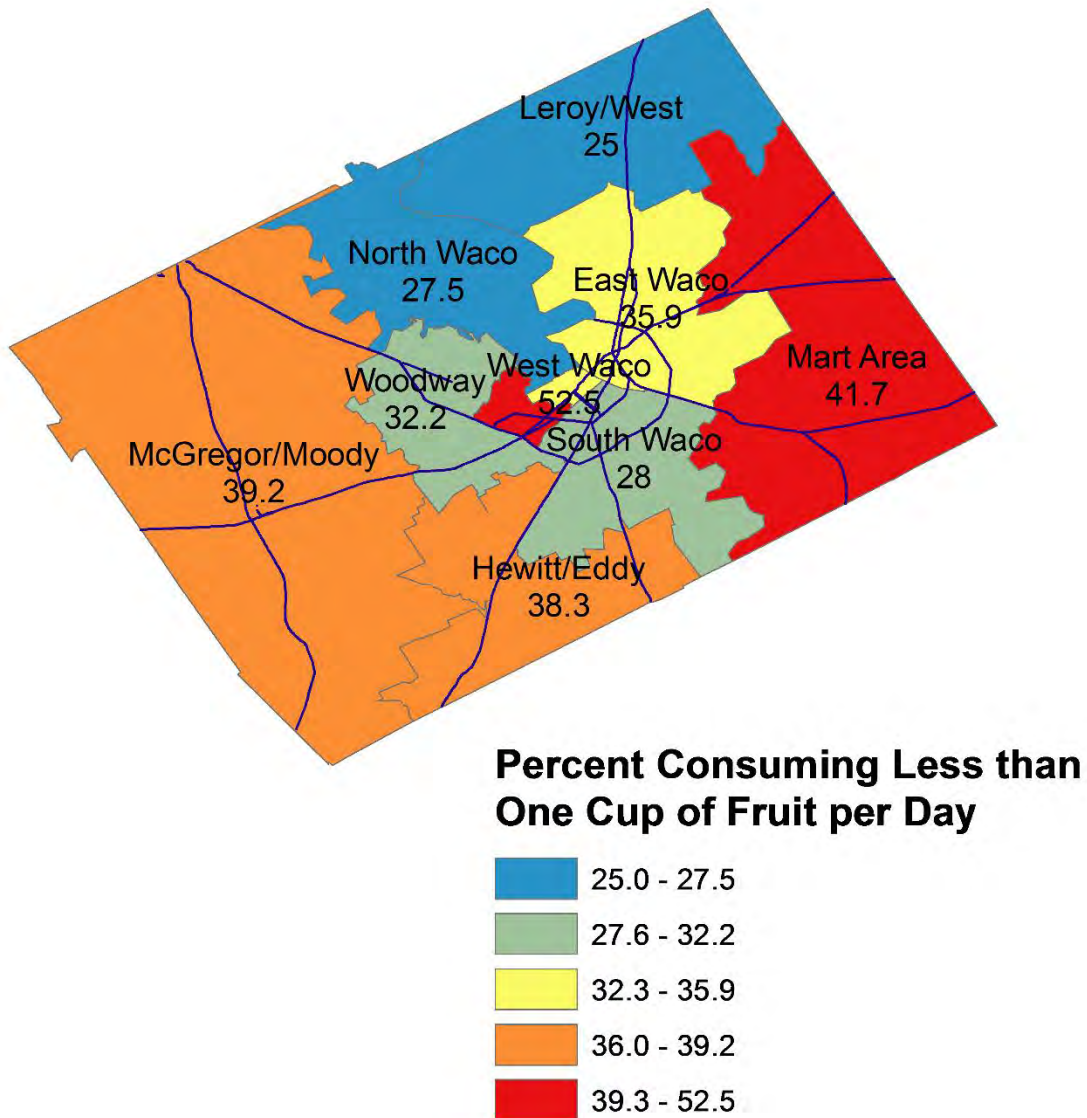 Leroy/West
25
North Waco
27.5
East Waco
35.9
West Waco
52.5
Mart Area
41.7
Woodway
32.2
South Waco
28
McGregor/Moody
39.2
Hewitt/Eddy
38.3
Percent Consuming Less than
One Cup of Fruit per Day
25.0 - 27.5
27.6 - 32.2
32.3 - 35.9
36.0 - 39.2
39.3 - 52.5